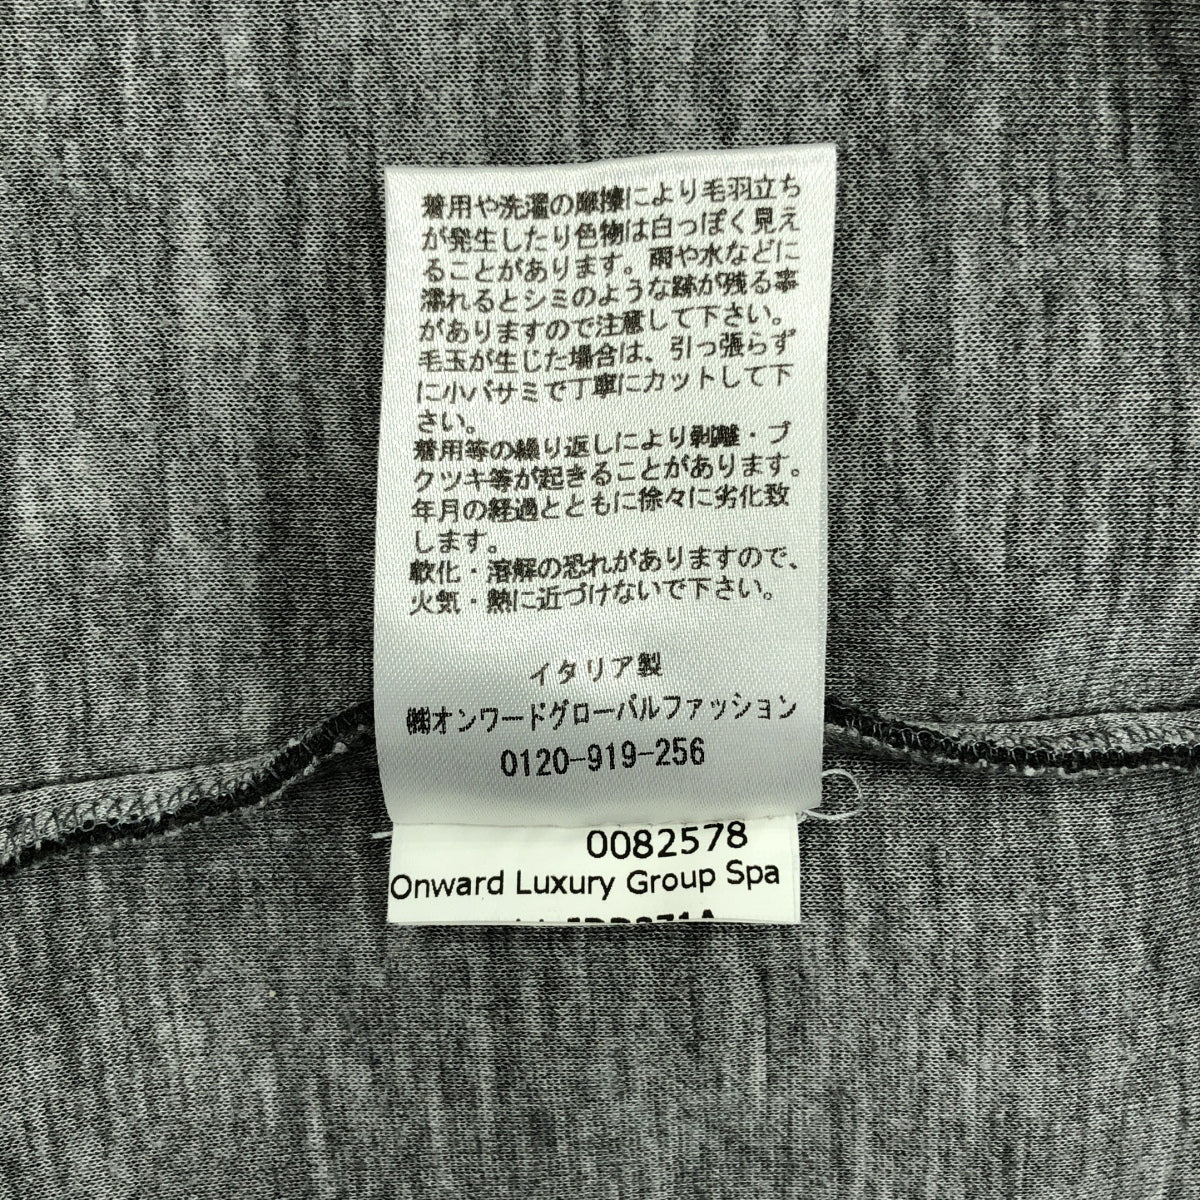 着用や洗濯の摩擦により毛羽立ち
が発生したり色物は白っぽく見え
ることがあります。雨や水などに
濡れるとシミのような跡が残る事
がありますので注意して下さい。
毛玉が生じた場合は、引っ張らず
に小バサミで丁寧にカットして下
さい。
着用等の繰り返しにより剥離・ブ
クツキ等が起きることがあります。
年月の経過とともに徐々に劣化致
します。
軟化・溶解の恐れがありますので、
火気・熱に近づけないで下さい。
イタリア製
㈱オンワードグローバルファッション
0120-919-256
0082578
Onward Luxury Group Spa